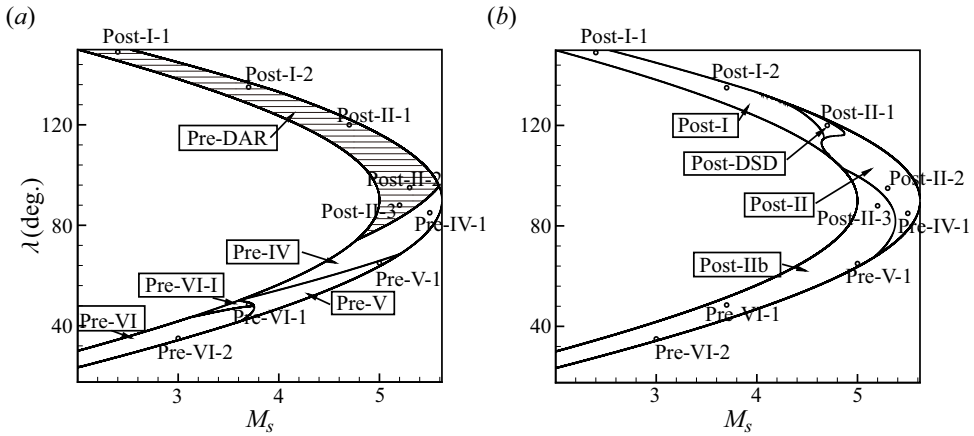 (a)
(b)
Post-I-1
Post-I-2
Post-II-1
Pre-DAR
Post-II-2
Post-II-3
Pre-IV-1
Pre-IV
Pre-V-1
Pre-VI-I
Pre-V
Pre-VI
Pre-VI-1
Pre-VI-2
120
80
40
λ (deg.)
3
4
5
Ms
Post-I-1
Post-I-2
Post-II-1
Post-I
Post-DSD
Post-II-2
Post-II
Post-II-3
Pre-IV-1
Post-IIb
Pre-V-1
Pre-VI-1
Pre-VI-2
120
80
40
3
4
5
Ms